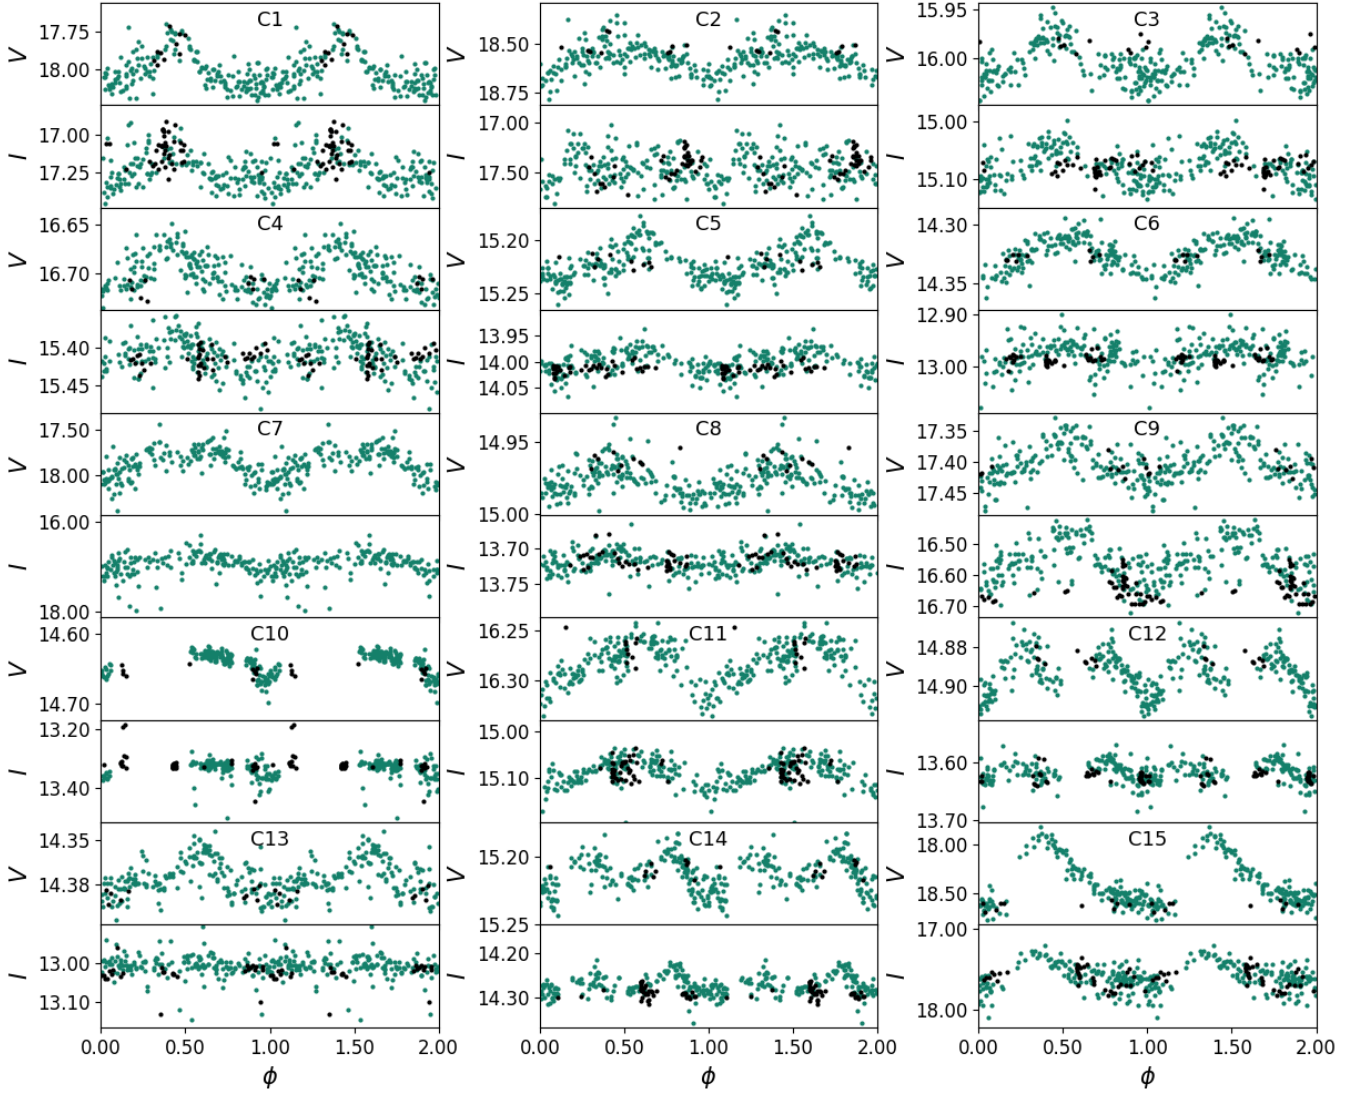 C1 C2 C3
V 17.75 18.00 V 18.50 18.75 V 15.95 16.00
I 17.00 17.25 I 17.00 17.50 I 15.00 15.10
C4 C5 C6
V 16.65 16.70 V 15.20 15.25 V 14.30 14.35
I 15.40 15.45 I 13.95 14.00 14.05 I 12.90 13.00
C7 C8 C9
V 17.50 18.00 V 14.95 15.00 V 17.35 17.40 17.45
I 16.00 18.00 I 13.70 13.75 I 16.50 16.60 16.70
C10 C11 C12
V 14.60 14.70 V 16.25 16.30 V 14.88 14.90
I 13.20 13.40 I 15.00 15.10 I 13.60 13.70
C13 C14 C15
V 14.35 14.38 V 15.20 15.25 V 18.00 18.50
I 13.00 13.10 I 14.20 14.30 I 17.00 18.00
0.00 0.50 1.00 1.50 2.00 0.00 0.50 1.00 1.50 2.00 0.00 0.50 1.00 1.50 2.00
ϕ ϕ ϕ